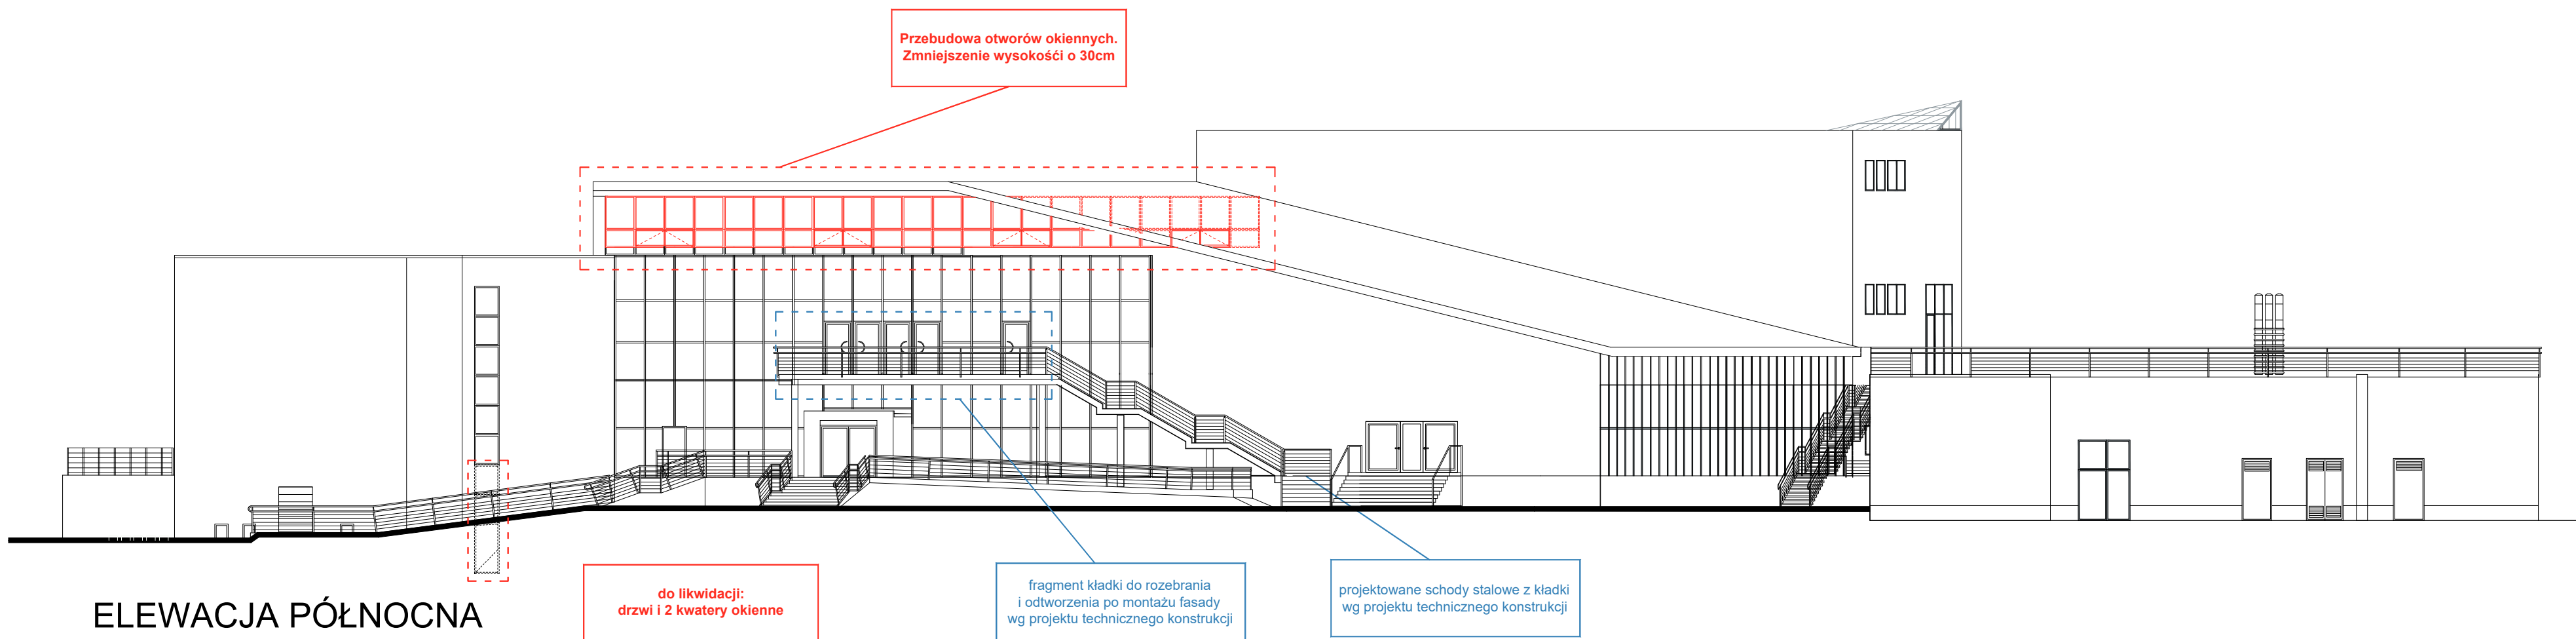 Przebudowa otworów okiennych.
Zmniejszenie wysokośći o 30cm
ELEWACJA PÓŁNOCNA
do likwidacji:
drzwi i 2 kwatery okienne
fragment kładki do rozebrania
i odtworzenia po montażu fasady
wg projektu technicznego konstrukcji
projektowane schody stalowe z kładki
wg projektu technicznego konstrukcji